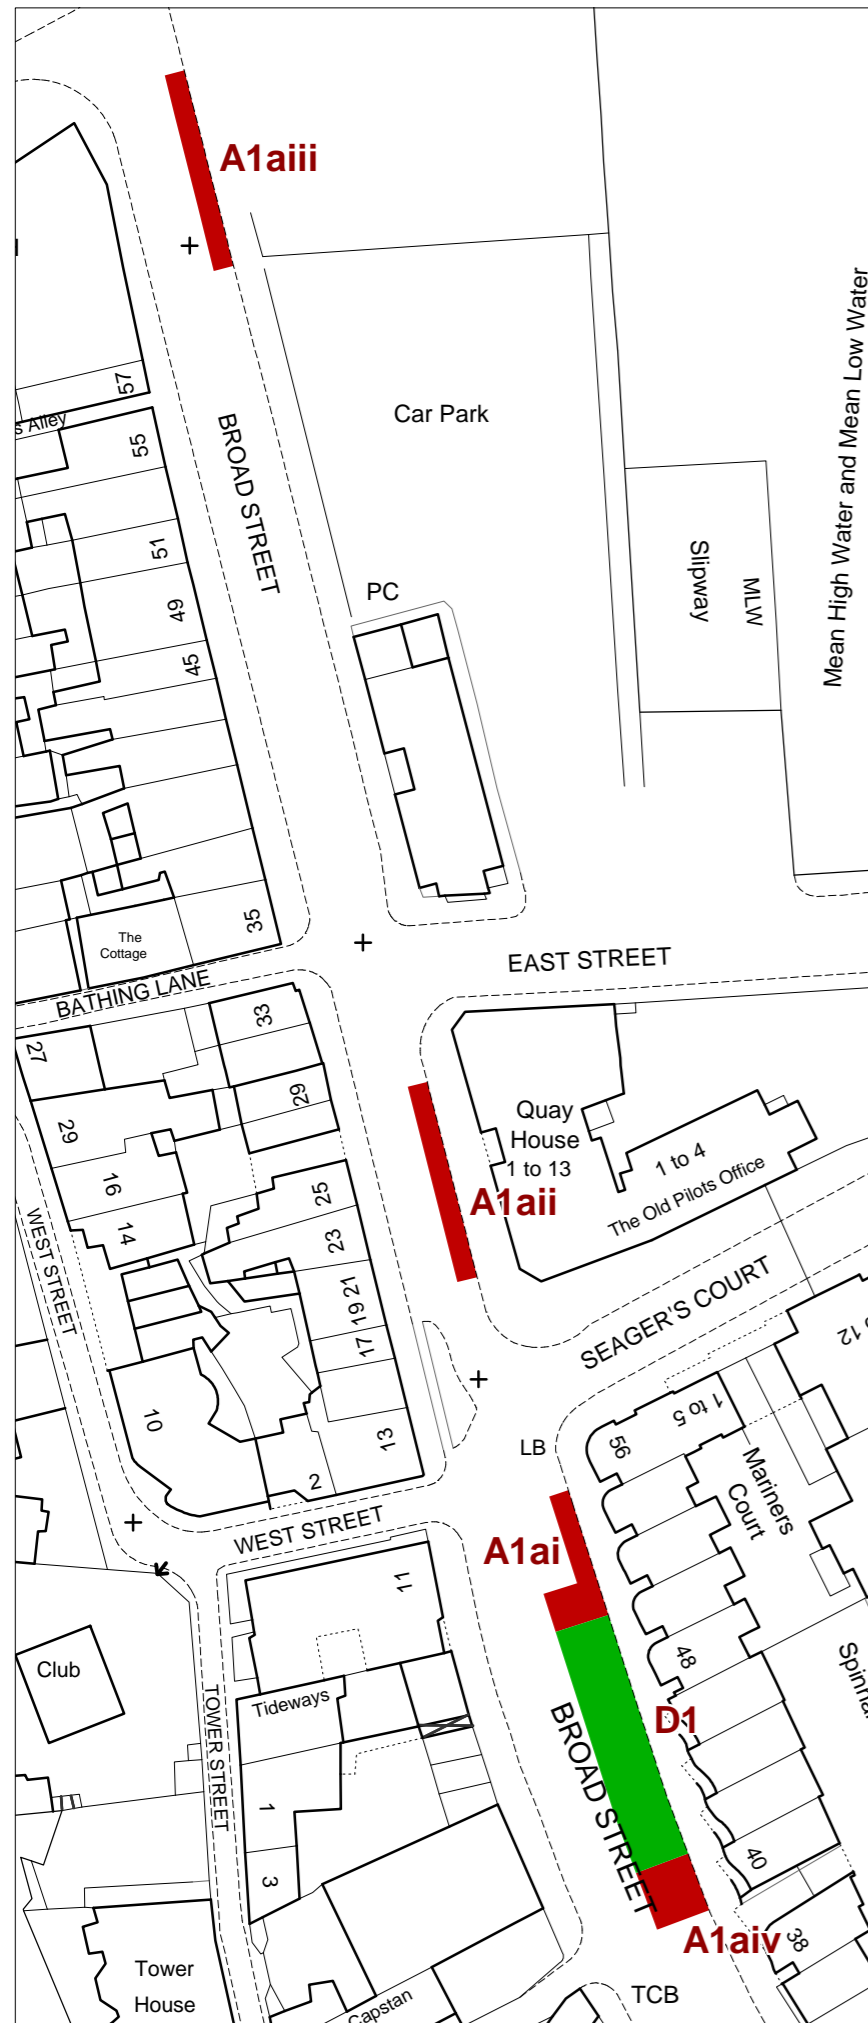 A1aiii
57
s Alley
55
BROAD STREET
Car Park
Mean High Water and Mean Low Water
51
Slipway
MLW
49
PC
45
35
The
Cottage
EAST STREET
BATHING LANE
33
27
29
29
Quay
House
1 to 13
1 to 4
The Old Pilots Office
16
25
A1aii
14
23
WEST STREET
19 21
17
SEAGER'S COURT
12
10
13
LB
56
1 to 5
Mariners
Court
2
WEST STREET
A1ai
11
48
Club
Tideways
TOWER STREET
BROAD STREET
D1
1
40
3
A1aiv
38
Tower
House
Capstan
TCB